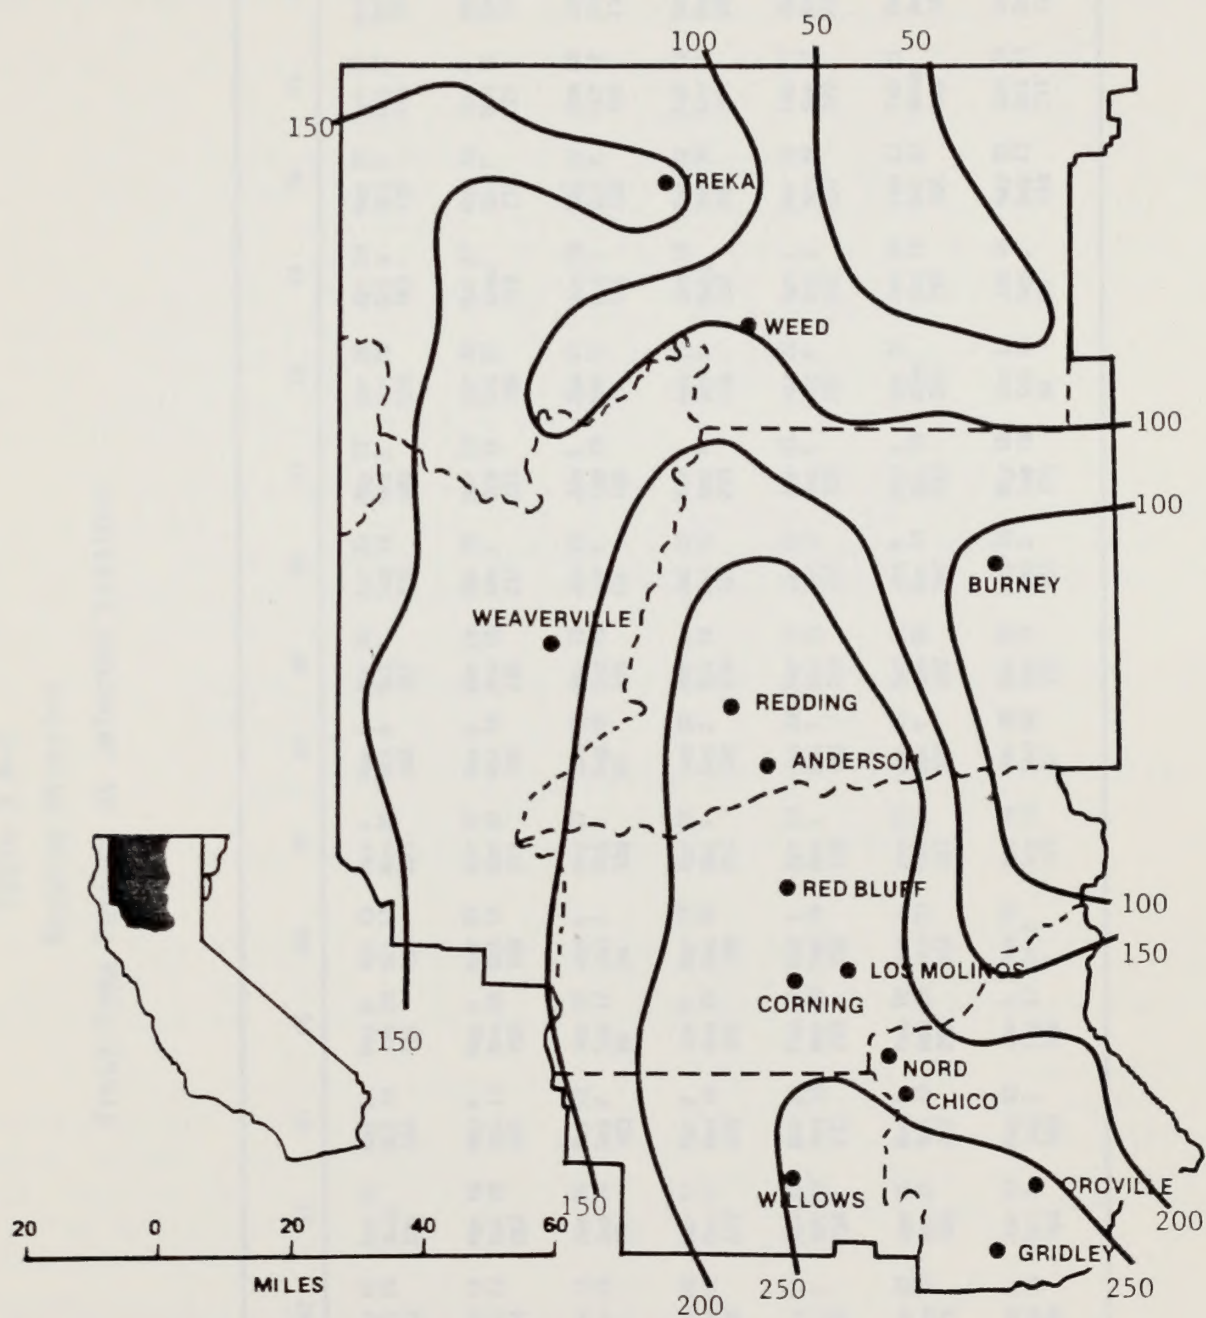 50
100
50
150
YREKA
WEED
100
100
BURNEY
WEAVERVILLE
REDDING
ANDERSON
RED BLUFF
100
LOS MOLINOS
150
CORNING
150
NORD
CHICO
WILLOWS
OROVILLE
150
200
20 0 20 40 60
GRIDLEY
MILES
250
250
200